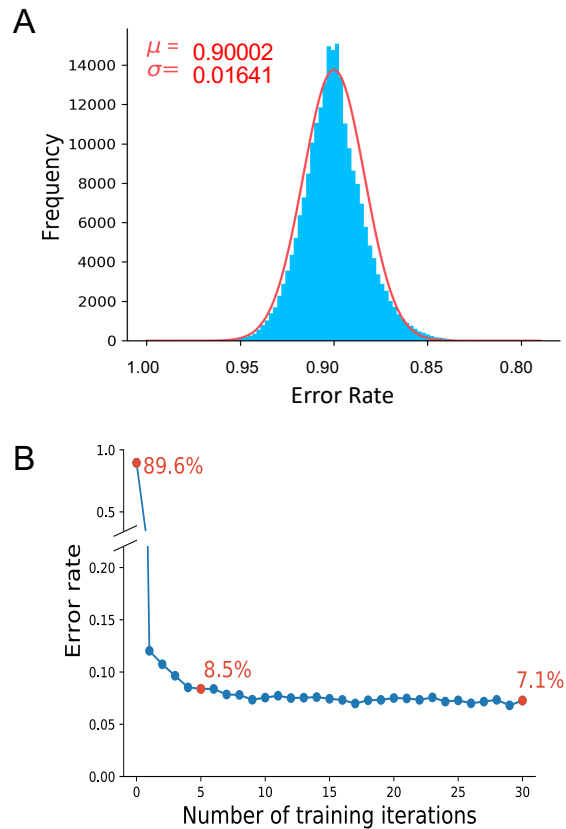 A
μ = 0.90002
σ= 0.01641
14000
12000
10000
8000
6000
4000
2000
0
Frequency
1.00 0.95 0.90 0.85 0.80
Error Rate
B
1.0
89.6%
0.5
0.20
0.15
0.10
0.05
0.00
Error rate
8.5%
7.1%
0 5 10 15 20 25 30
Number of training iterations